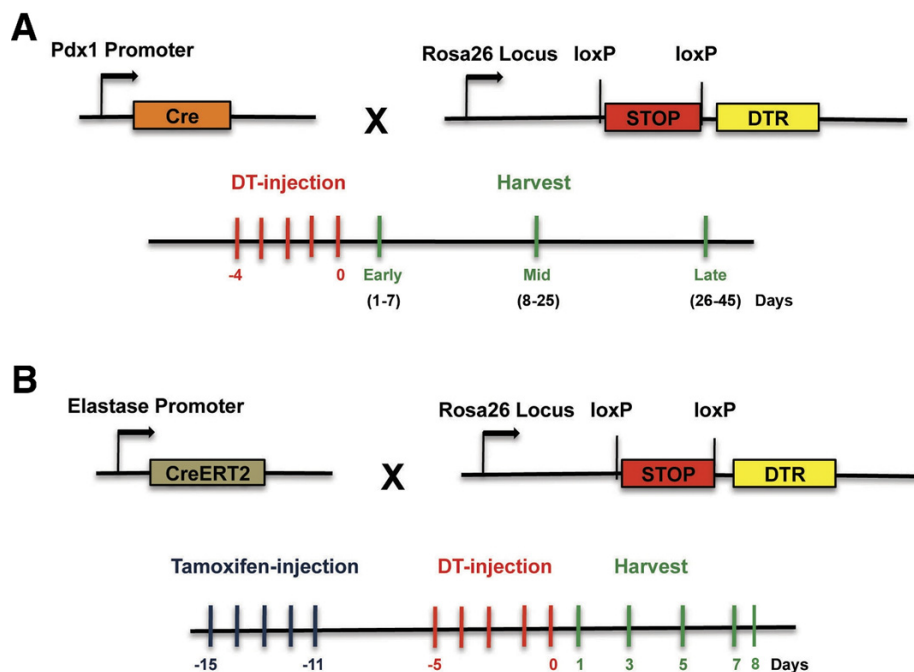 A
Pdx1 Promoter
Rosa26 Locus loxP loxP
Cre X STOP DTR
DT-injection Harvest
-4 0 Early Mid Late
(1-7) (8-25) (26-45) Days
B
Elastase Promoter
Rosa26 Locus loxP loxP
CreERT2 X STOP DTR
Tamoxifen-injection DT-injection Harvest
-15 -11 -5 0 1 3 5 7 8 Days